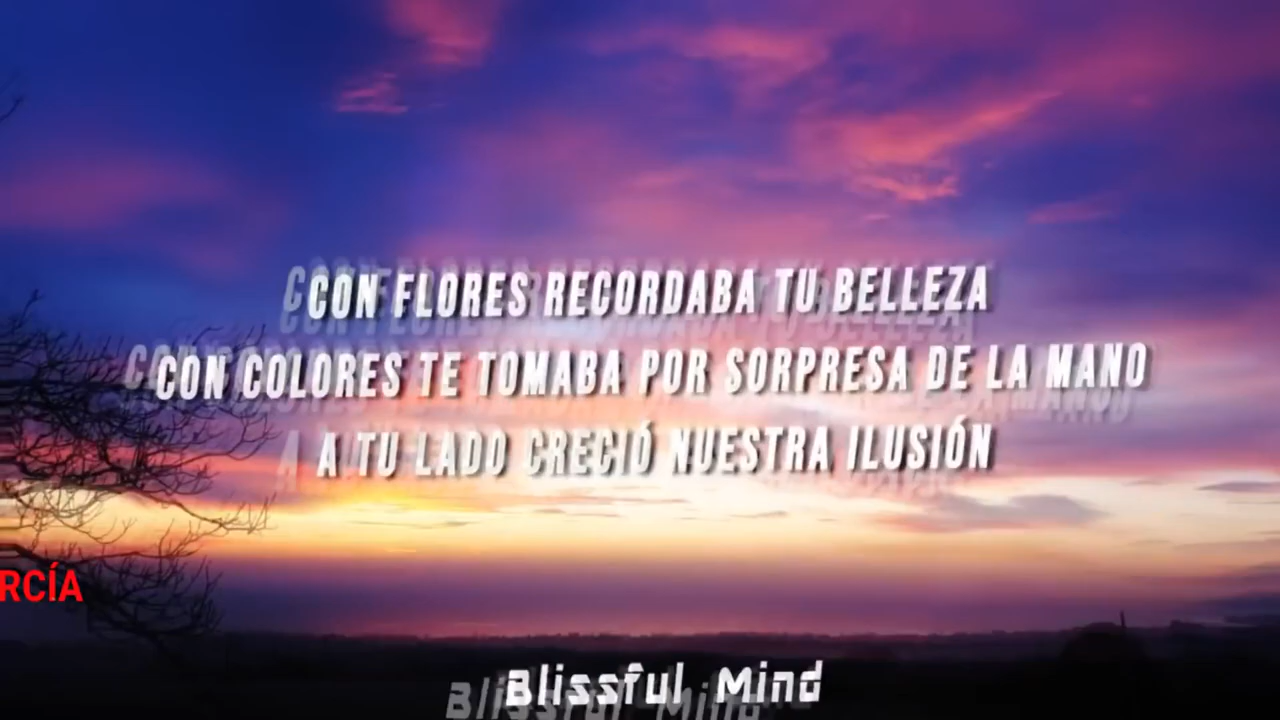 CON FLORES RECORDABA TU BELLEZA
CON COLORES TE TOMABA POR SORPRESA DE LA MANO
A TU LADO CRECIÓ NUESTRA ILUSIÓN
RCÍA
Blissful Mind